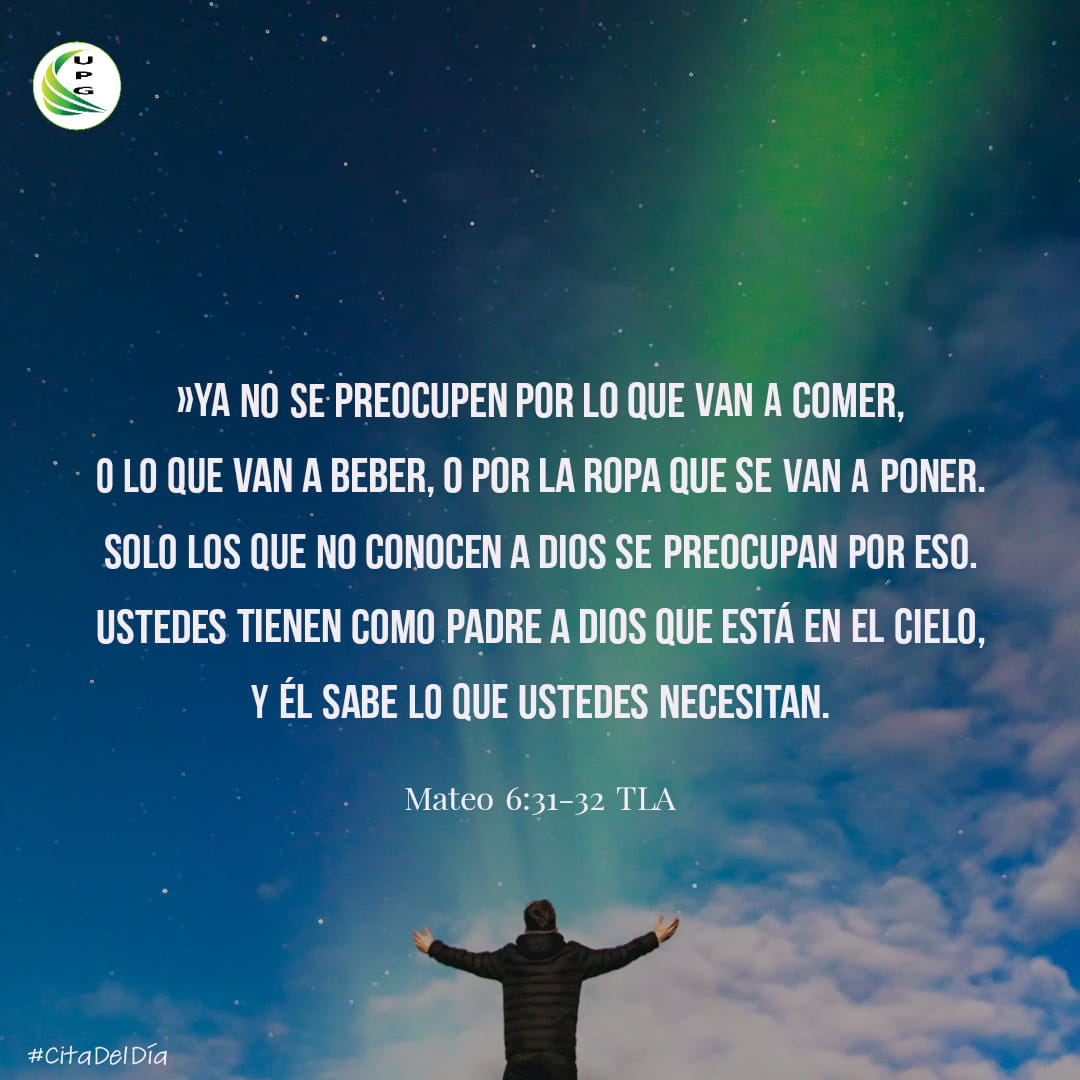 U
P
G
»YA NO SE PREOCUPEN POR LO QUE VAN A COMER,
O LO QUE VAN A BEBER, O POR LA ROPA QUE SE VAN A PONER.
SOLO LOS QUE NO CONOCEN A DIOS SE PREOCUPAN POR ESO.
USTEDES TIENEN COMO PADRE A DIOS QUE ESTÁ EN EL CIELO,
Y ÉL SABE LO QUE USTEDES NECESITAN.
Mateo 6:31-32 TLA
#CitaDelDía